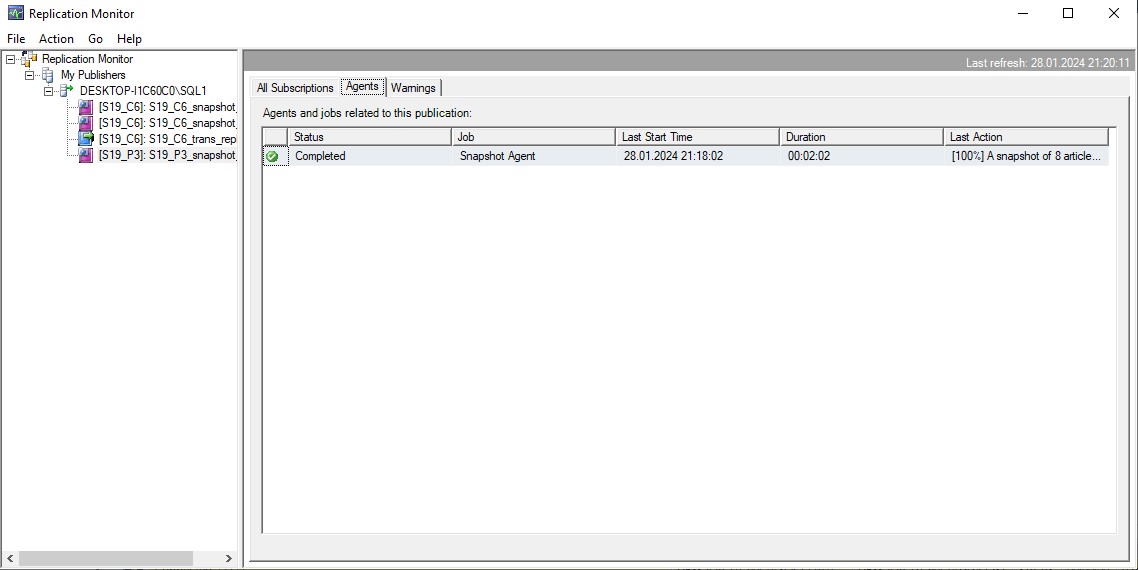 Replication Monitor
File Action Go Help
Replication Monitor
My Publishers
DESKTOP-I1C60C0\SQL1
[S19_C6]: S19_C6_snapshot_
[S19_C6]: S19_C6_snapshot_
[S19_C6]: S19_C6_trans_rep
[S19_P3]: S19_P3_snapshot_
Last refresh: 28.01.2024 21:20:11
All Subscriptions Agents Warnings
Agents and jobs related to this publication:
Status Job Last Start Time Duration Last Action
Completed Snapshot Agent 28.01.2024 21:18:02 00:02:02 [100%] A snapshot of 8 article...